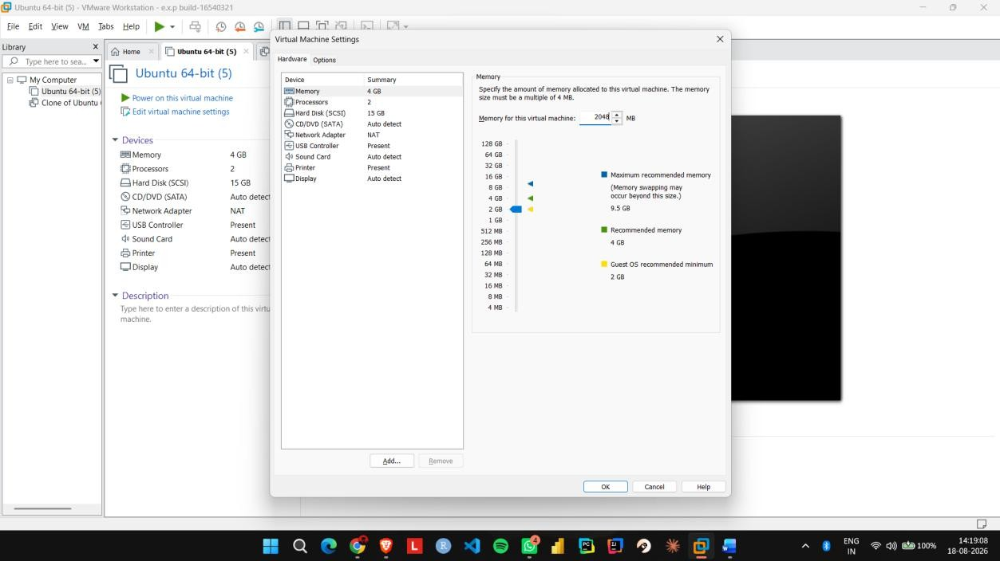 Ubuntu 64-bit (5) - VMware Workstation - e.x.p build-16540321
File Edit View VM Tabs Help
Library
Type here to sea...
My Computer
Ubuntu 64-bit (5)
Clone of Ubuntu
Home
Ubuntu 64-bit (5)
Ubuntu 64-bit (5)
Power on this virtual machine
Edit virtual machine settings
Devices
Memory 4 GB
Processors 2
Hard Disk (SCSI) 15 GB
CD/DVD (SATA) Auto detect
Network Adapter NAT
USB Controller Present
Sound Card Auto detect
Printer Present
Display Auto detect
Description
Type here to enter a description of this virtu
machine.
Virtual Machine Settings
Hardware Options
Device Summary
Memory 4 GB
Processors 2
Hard Disk (SCSI) 15 GB
CD/DVD (SATA) Auto detect
Network Adapter NAT
USB Controller Present
Sound Card Auto detect
Printer Present
Display Auto detect
Add... Remove
Memory
Specify the amount of memory allocated to this virtual machine. The memory
size must be a multiple of 4 MB.
Memory for this virtual machine: 2048 MB
128 GB
64 GB
32 GB
16 GB
8 GB
4 GB
2 GB
1 GB
512 MB
256 MB
128 MB
64 MB
32 MB
16 MB
8 MB
4 MB
Maximum recommended memory
(Memory swapping may
occur beyond this size.)
9.5 GB
Recommended memory
4 GB
Guest OS recommended minimum
2 GB
OK Cancel Help
L
R
4
PC
IJ
W
ENG
IN
100%
14:19:08
18-08-2026